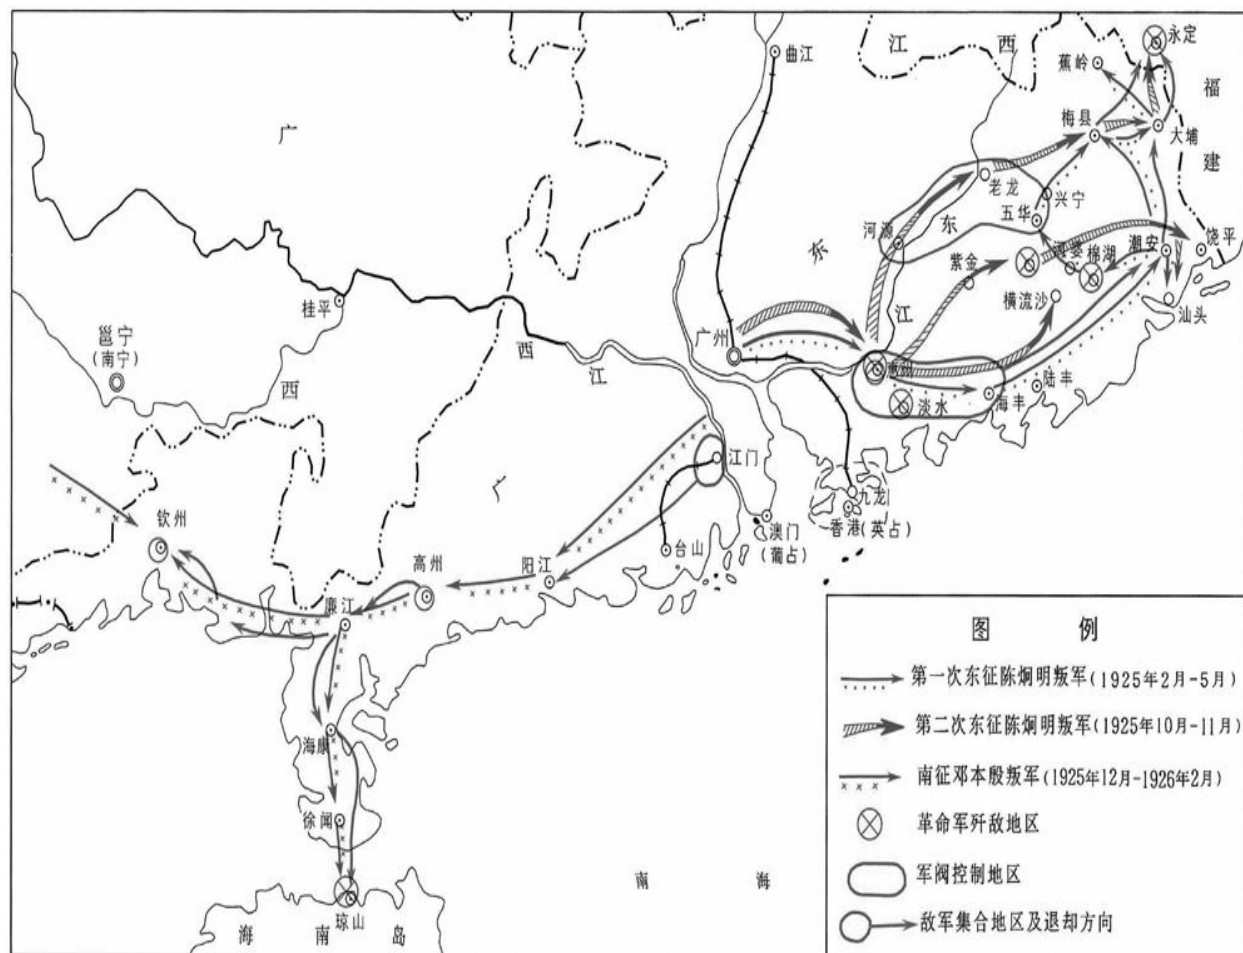 江 西
永定
蕉岭
曲江
福
建
梅县
大埔
广
老龙
兴宁
五华
河源
东
东
潮安
饶平
河婆
棉湖
紫金
横流沙
汕头
江
桂平
邕宁
(南宁)
西
西
江
广州
惠州
淡水
海丰
陆丰
江门
九龙
香港(英占)
澳门
(葡占)
台山
钦州
高州
阳江
廉江
海康
徐闻
琼山
海 南 岛
南 海
图 例
第一次东征陈炯明叛军(1925年2月-5月)
第二次东征陈炯明叛军(1925年10月-11月)
南征邓本殷叛军(1925年12月-1926年2月)
革命军歼敌地区
军阀控制地区
敌军集合地区及退却方向